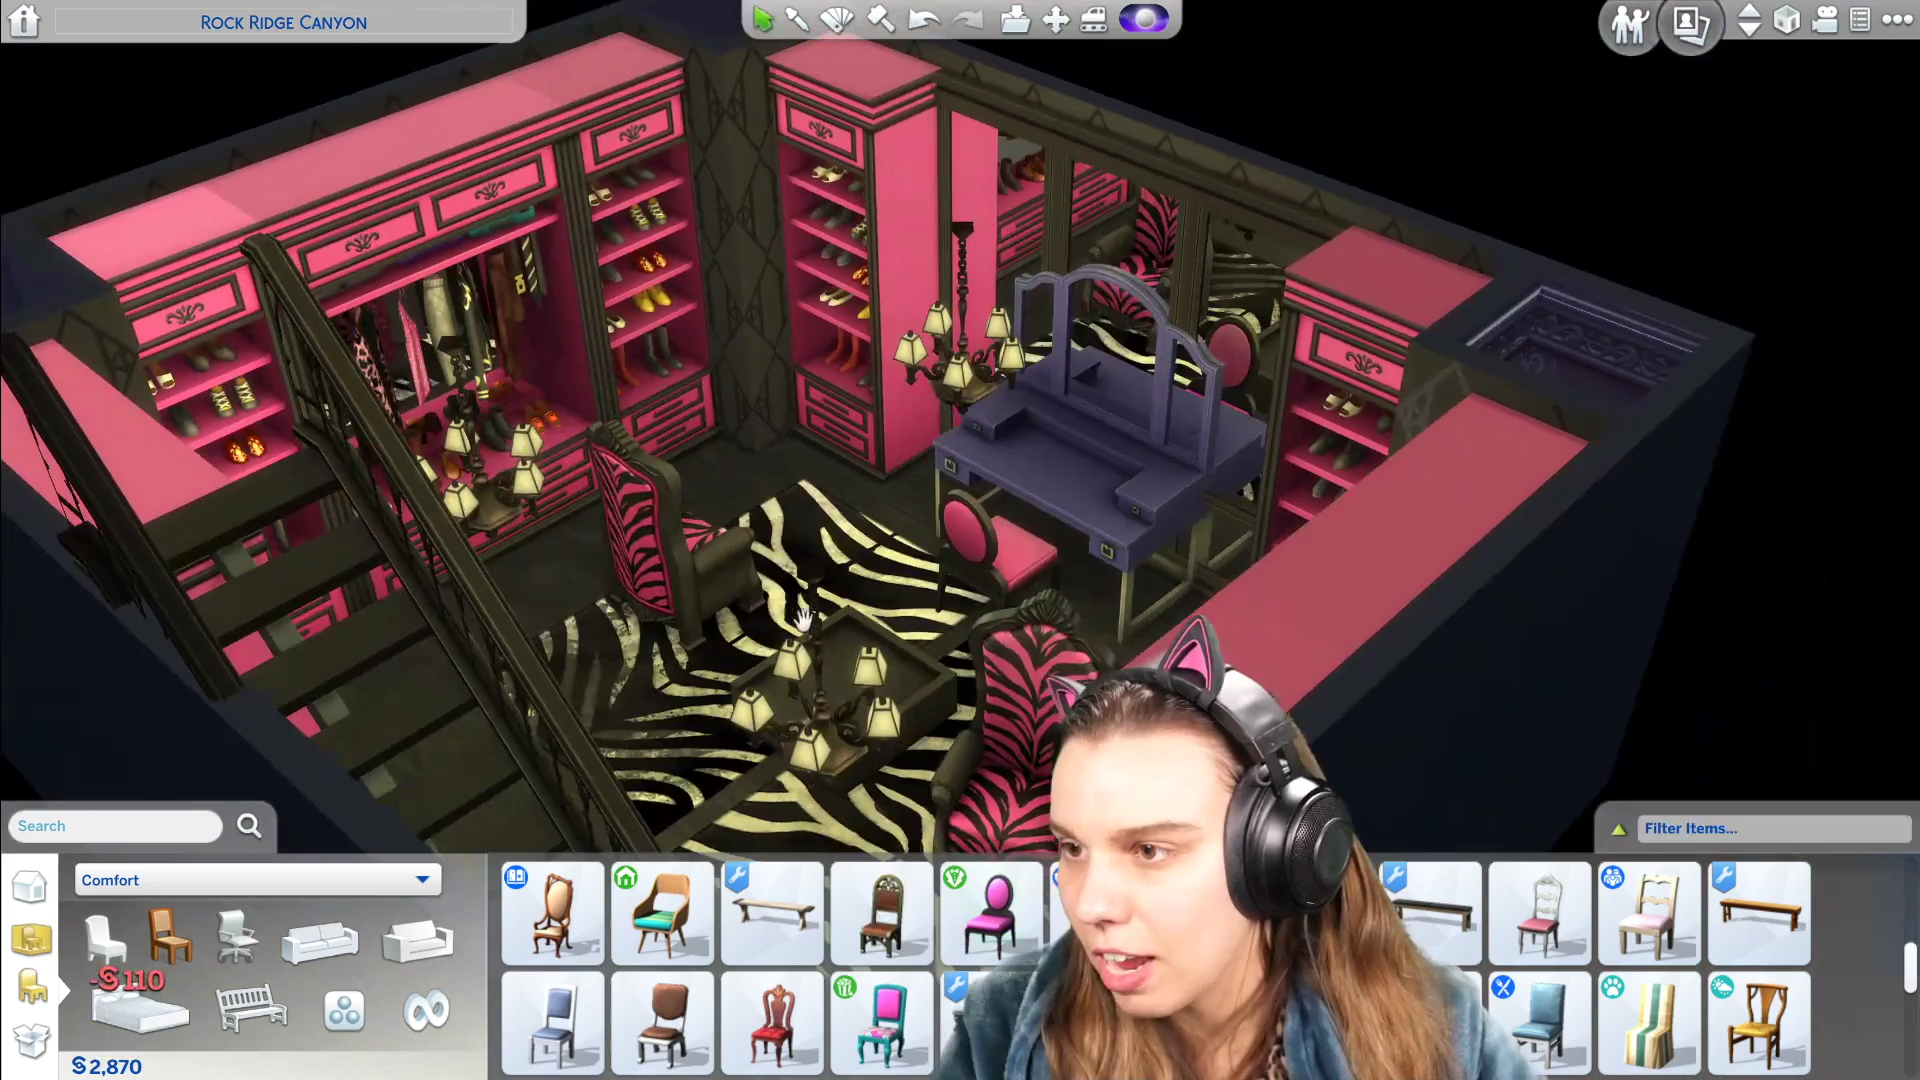 ROCK RIDGE CANYON
Search
Filter Items...
Comfort
-§110
§2,870